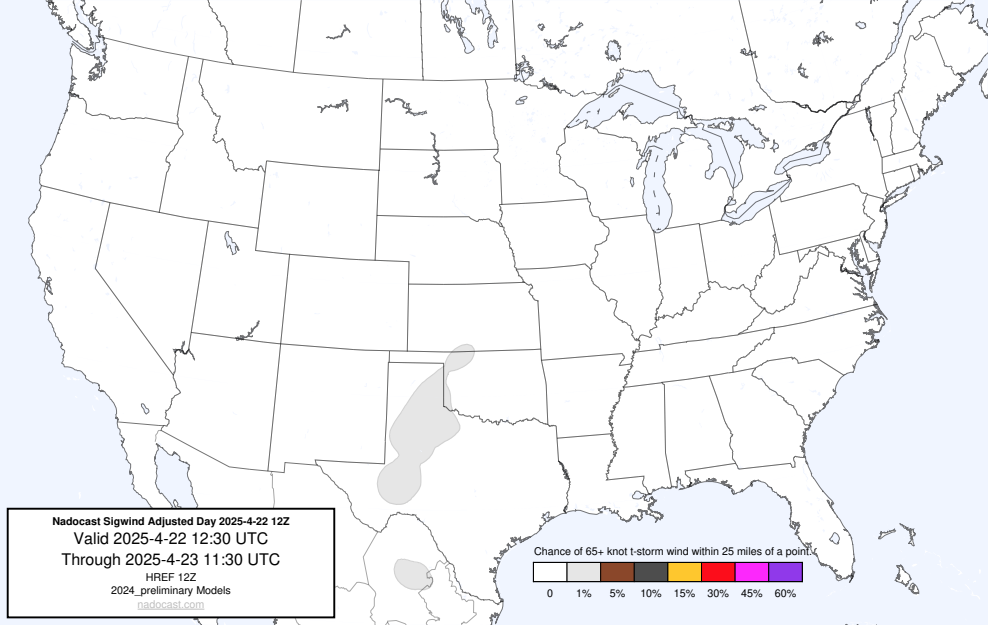 Nadocast Sigwind Adjusted Day 2025-4-22 12Z
Valid 2025-4-22 12:30 UTC
Through 2025-4-23 11:30 UTC
HREF 12Z
2024_preliminary Models
nadocast.com
Chance of 65+ knot t-storm wind within 25 miles of a point.
0 1% 5% 10% 15% 30% 45% 60%